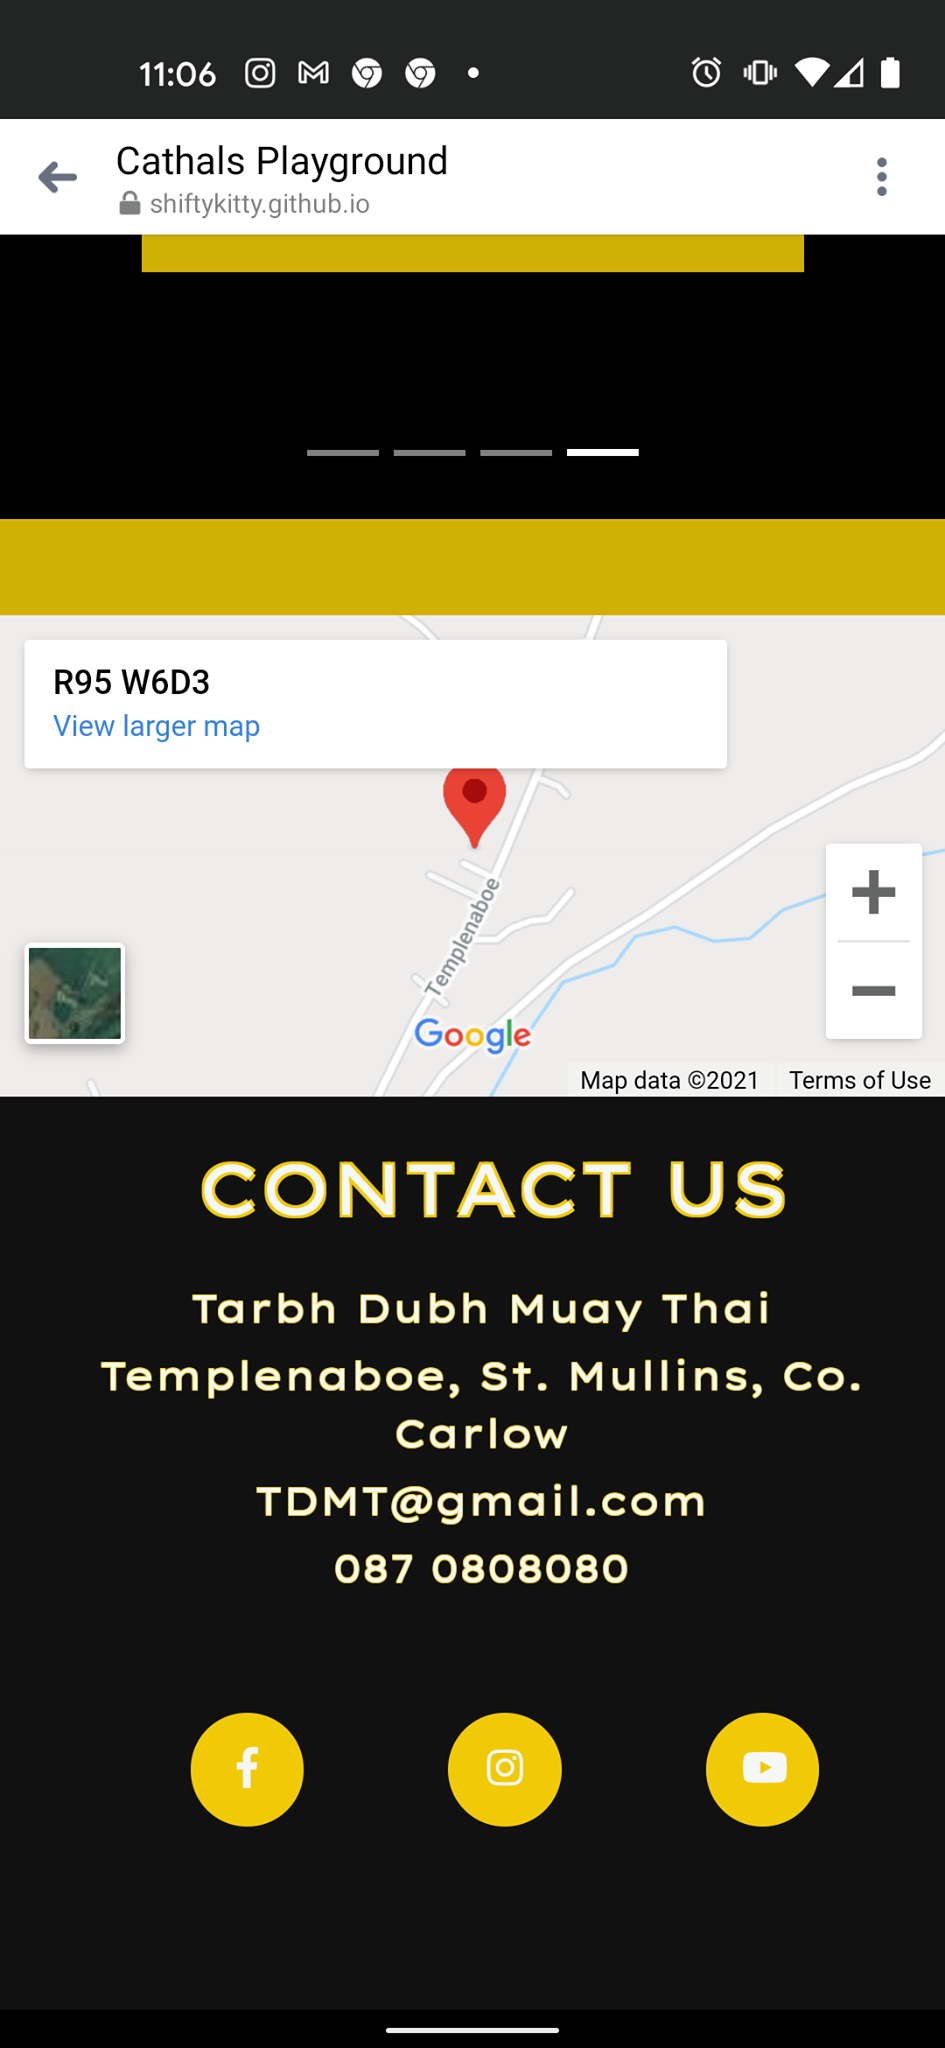 11:06
Cathals Playground
shiftykitty.github.io
R95 W6D3
View larger map
Templenaboe
Google
Map data ©2021 Terms of Use
CONTACT US
Tarbh Dubh Muay Thai
Templenaboe, St. Mullins, Co.
Carlow
TDMT@gmail.com
087 0808080